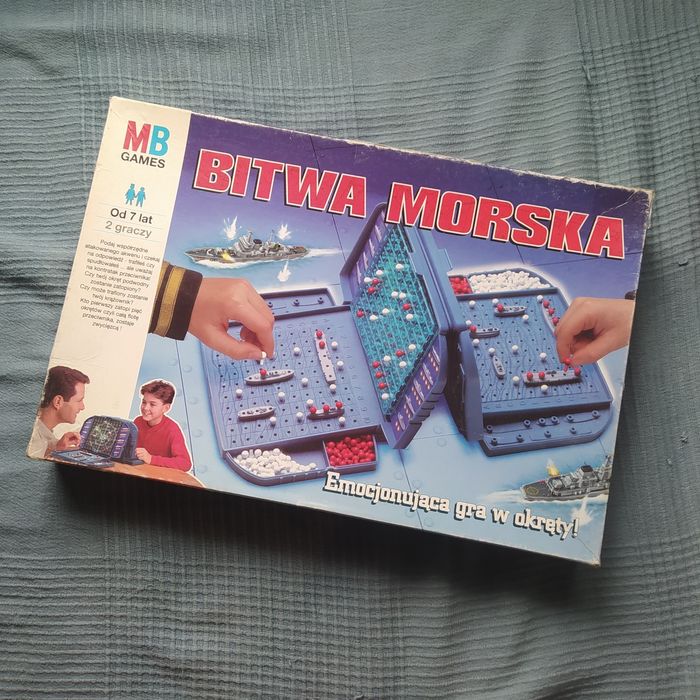 MB
GAMES
Od 7 lat
2 graczy
Podaj współrzędne
atakowanego akwenu i czekaj
na odpowiedź - trafiłeś czy
spudłowałeś ...ale uważaj
na kontratak przeciwnika!
Czy twój okręt podwodny
zostanie zatopiony?
Czy może trafiony zostanie
twój krążownik?
Kto pierwszy zatopi pięć
okrętów czyli całą flotę
przeciwnika, zostaje
zwycięzcą!
BITWA MORSKA
Emocjonująca gra w okręty!